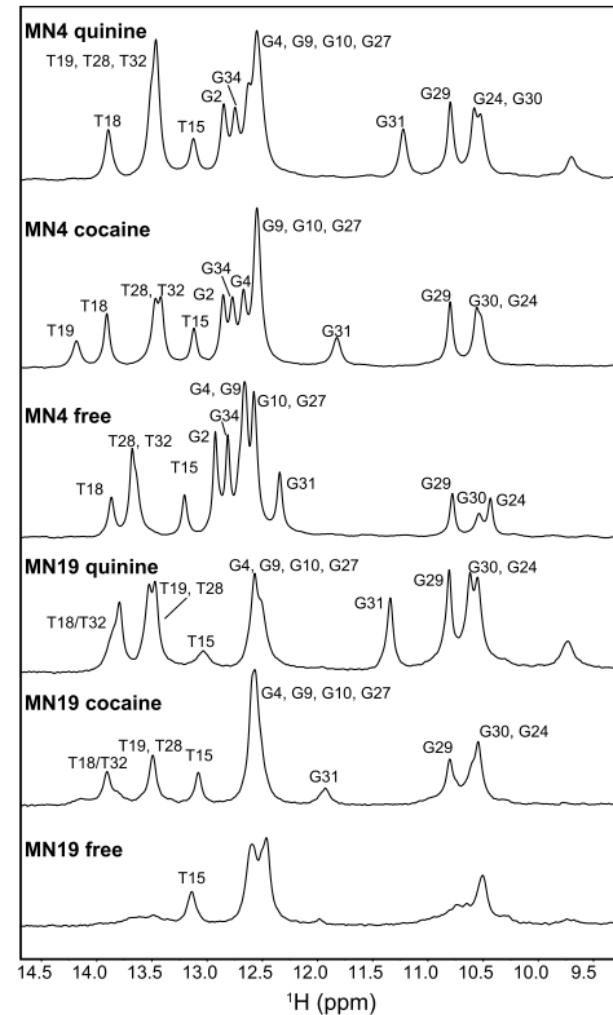 MN4 quinine
G4, G9, G10, G27
T19, T28, T32
G34
G2
G29
G24, G30
T18
T15
G31
MN4 cocaine
G9, G10, G27
G34
T28, T32
G2
G4
G29
G30, G24
T18
T19
T15
G31
MN4 free
G4, G9
G10, G27
G34
T28, T32
G2
T15
G31
G29
G30
G24
T18
MN19 quinine
G4, G9, G10, G27
G30, G24
T19, T28
G29
G31
T18/T32
T15
MN19 cocaine
G4, G9, G10, G27
T19, T28
T15
G30, G24
T18/T32
G29
G31
MN19 free
T15
14.5 14.0 13.5 13.0 12.5 12.0 11.5 11.0 10.5 10.0 9.5
¹H (ppm)